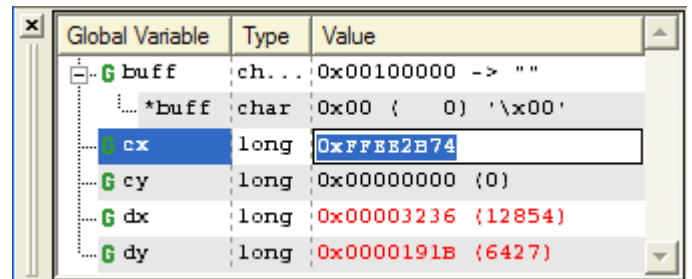 Global Variable Type Value
G buff ch... 0x00100000 -> ""
*buff char 0x00 ( 0) '\x00'
G cx long 0xFFEE2B74
G cy long 0x00000000 (0)
G dx long 0x00003236 (12854)
G dy long 0x0000191B (6427)